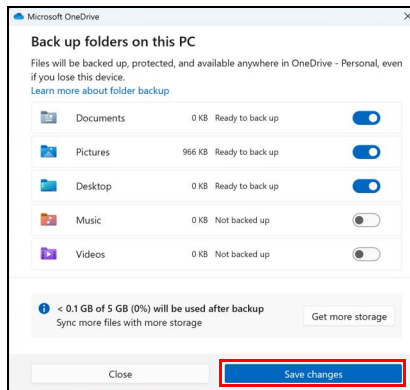 Microsoft OneDrive
Back up folders on this PC
Files will be backed up, protected, and available anywhere in OneDrive - Personal, even
if you lose this device.
Learn more about folder backup
Documents 0 KB Ready to back up
Pictures 966 KB Ready to back up
Desktop 0 KB Ready to back up
Music 0 KB Not backed up
Videos 0 KB Not backed up
< 0.1 GB of 5 GB (0%) will be used after backup
Sync more files with more storage
Get more storage
Close Save changes